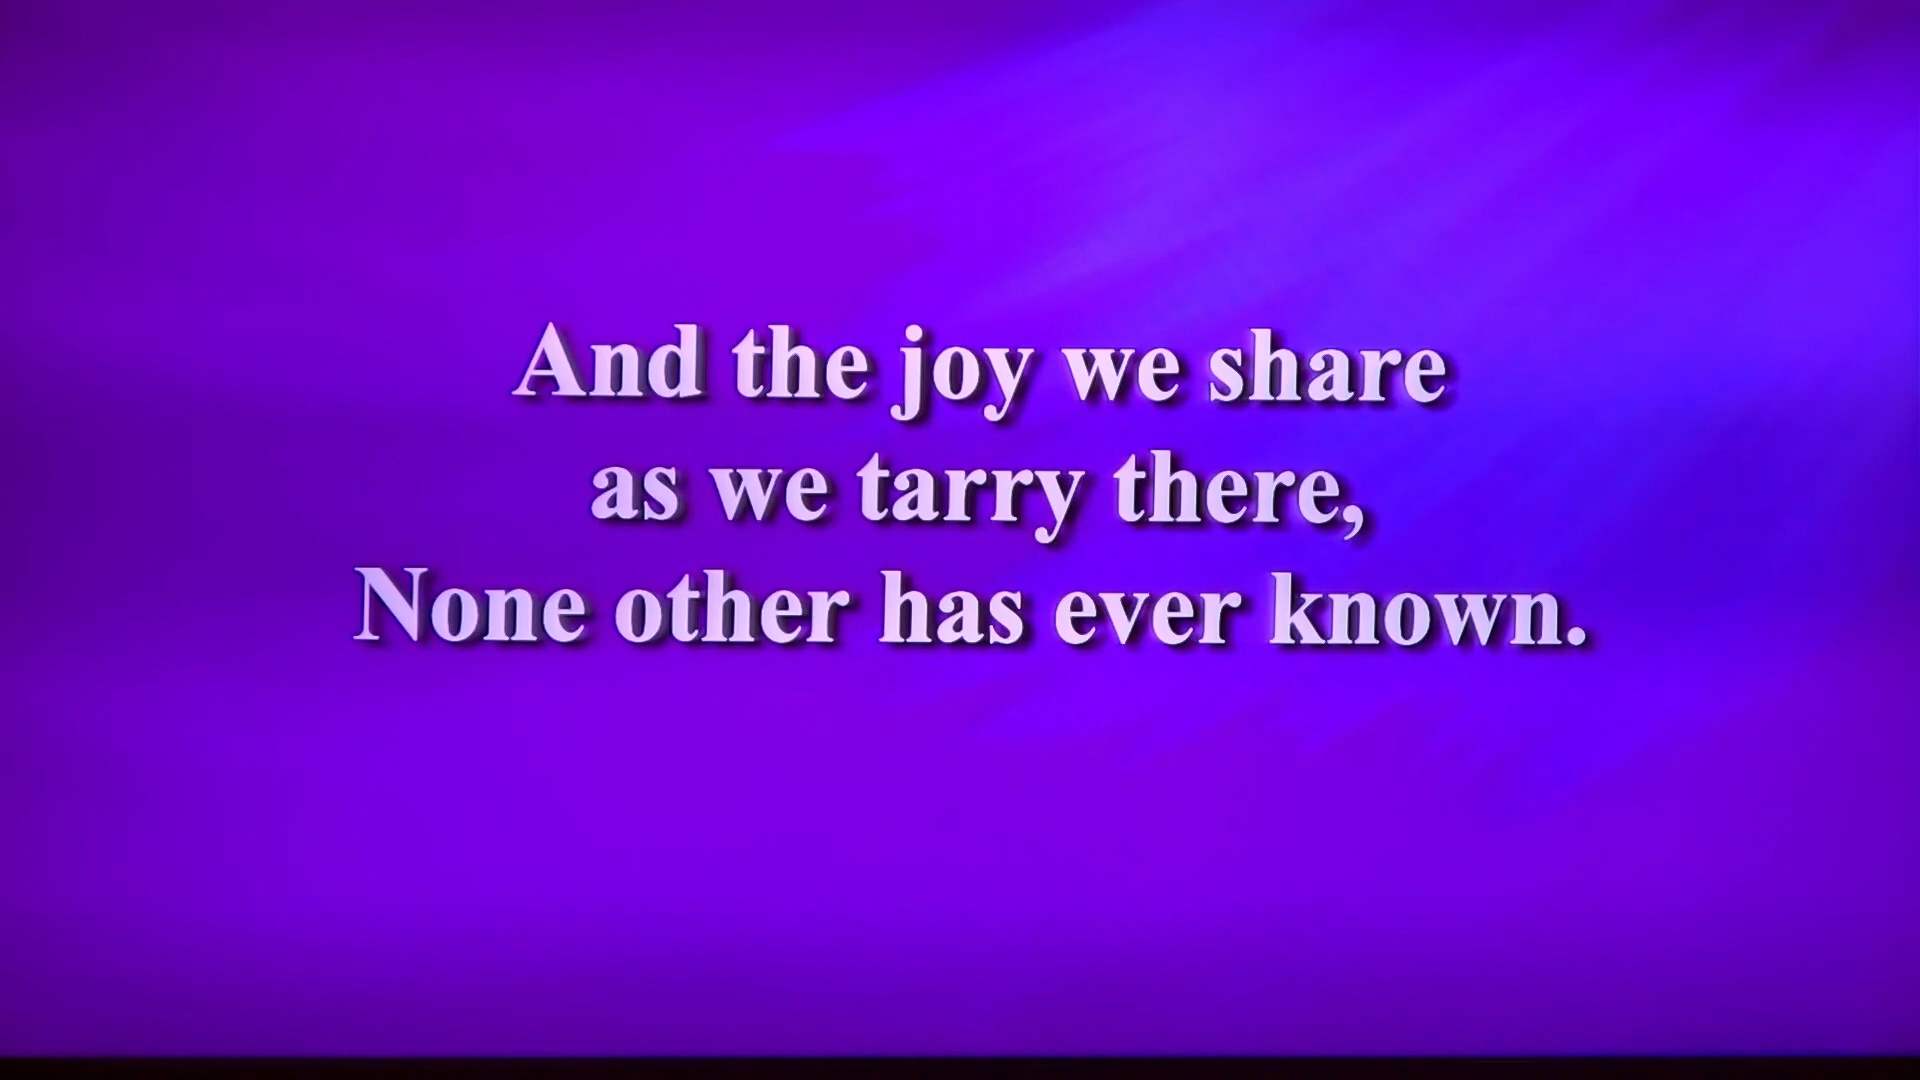 And the joy we share
as we tarry there,
None other has ever known.